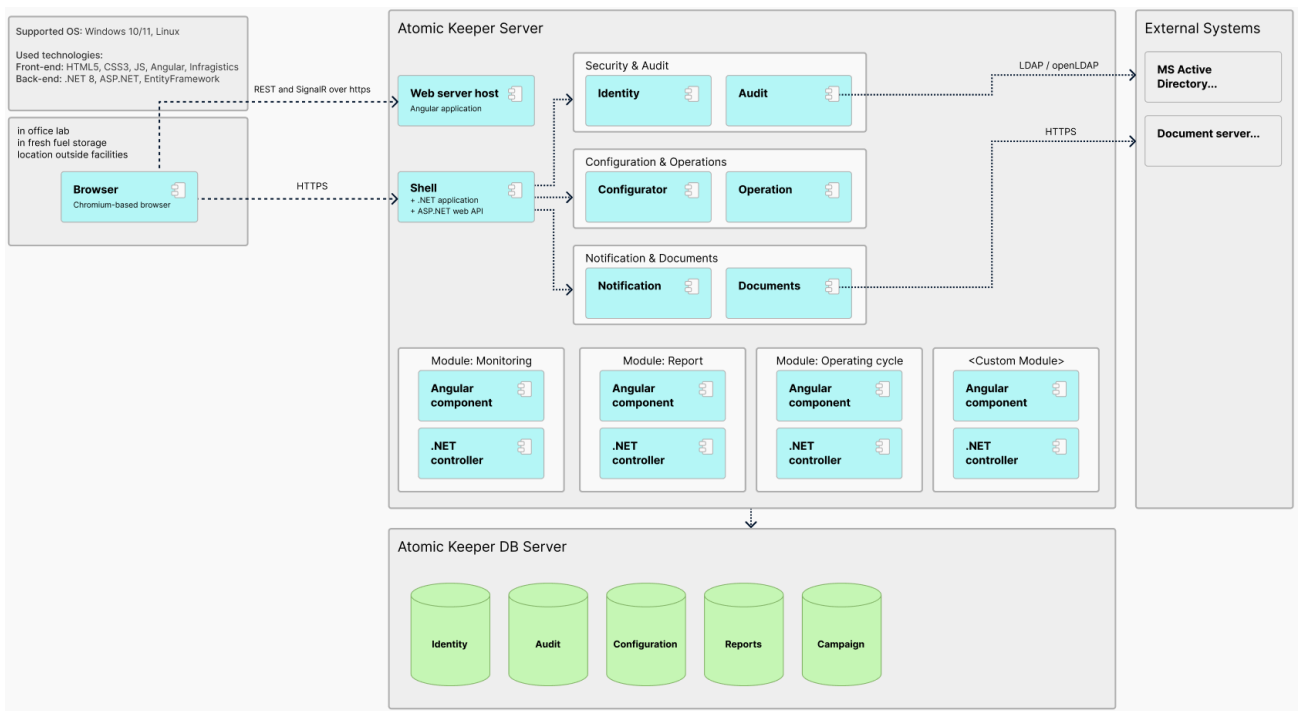 Supported OS: Windows 10/11, Linux
Used technologies:
Front-end: HTML5, CSS3, JS, Angular, Infragistics
Back-end: .NET 8, ASP.NET, EntityFramework
in office lab
in fresh fuel storage
location outside facilities
Browser
Chromium-based browser
REST and SignalR over https
HTTPS
Atomic Keeper Server
Web server host
Angular application
Shell
+ .NET application
+ ASP.NET web API
Security & Audit
Identity
Audit
Configuration & Operations
Configurator
Operation
Notification & Documents
Notification
Documents
LDAP / openLDAP
HTTPS
External Systems
MS Active
Directory...
Document server...
Module: Monitoring
Angular
component
.NET
controller
Module: Report
Angular
component
.NET
controller
Module: Operating cycle
Angular
component
.NET
controller
<Custom Module>
Angular
component
.NET
controller
Atomic Keeper DB Server
Identity
Audit
Configuration
Reports
Campaign